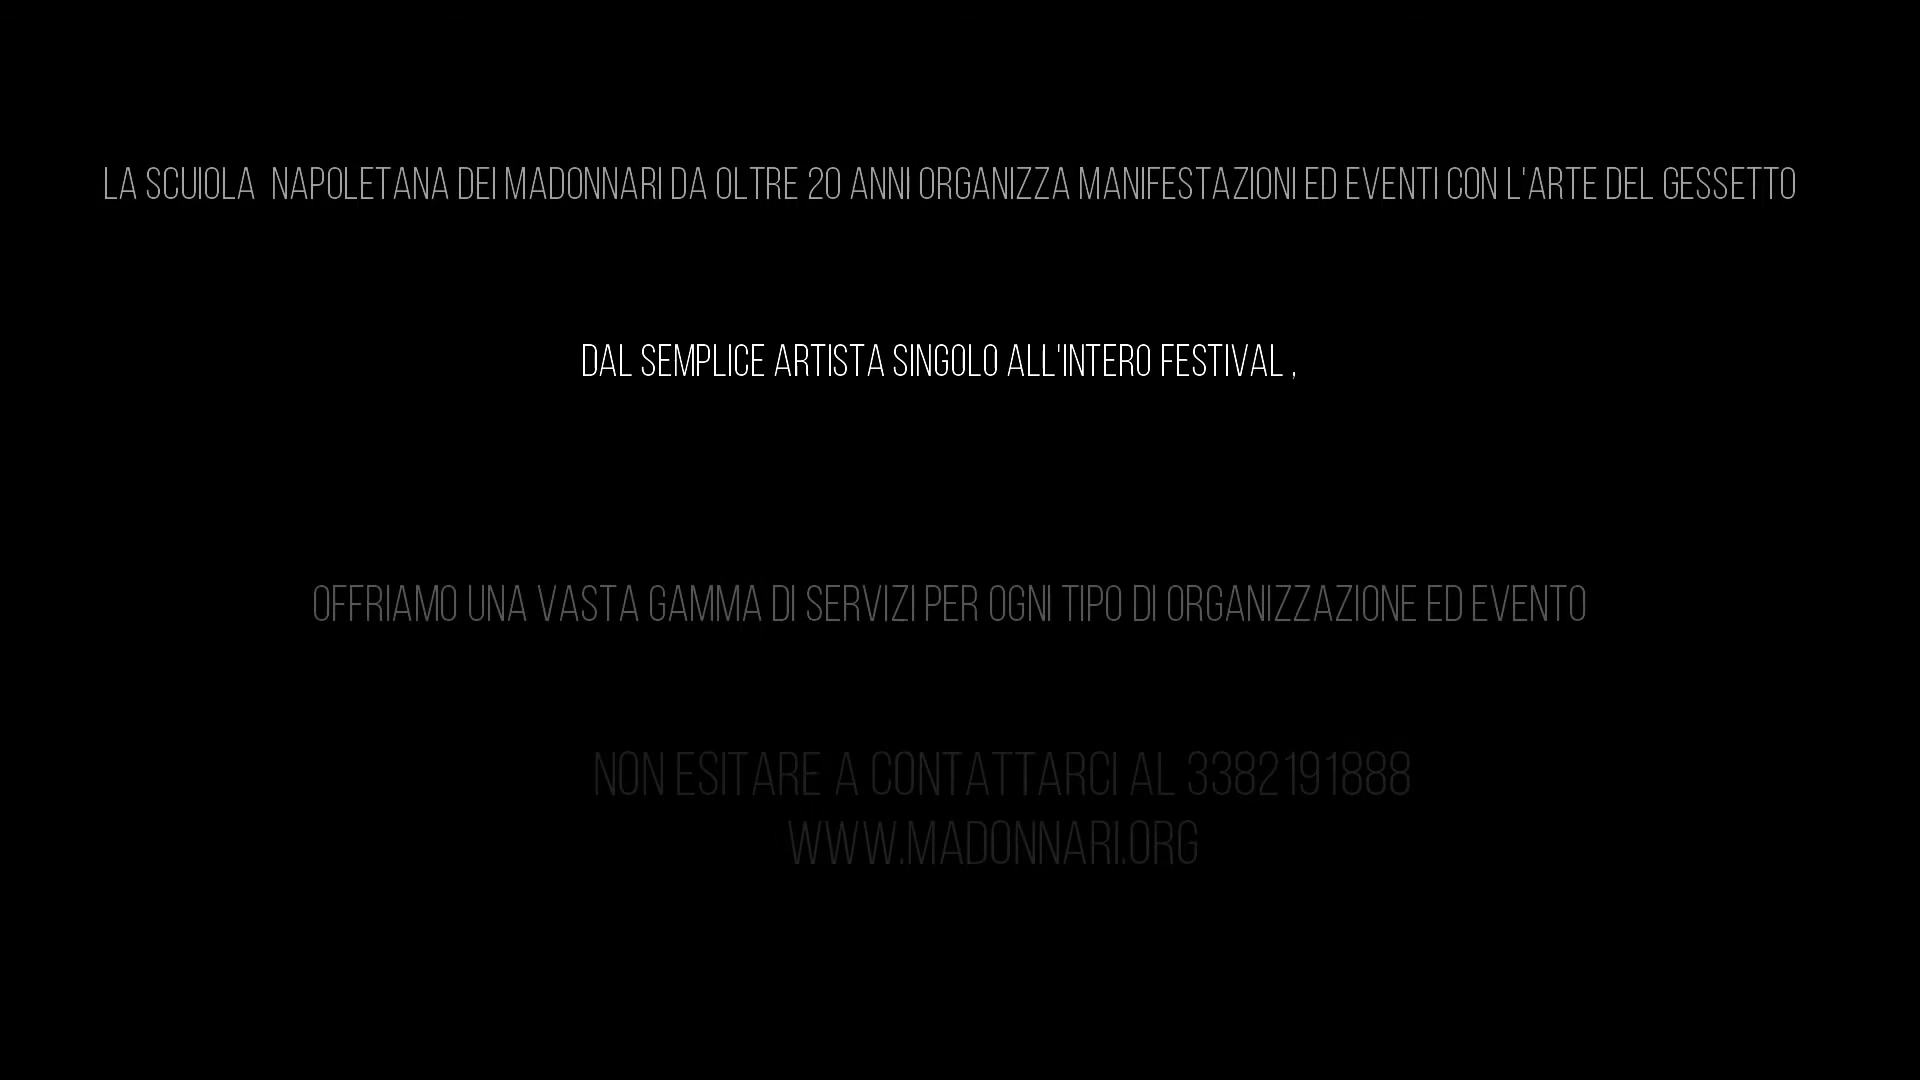 LA SCUIOLA  NAPOLETANA DEI MADONNARI DA OLTRE 20 ANNI ORGANIZZA MANIFESTAZIONI ED EVENTI CON L'ARTE DEL GESSETTO
DAL SEMPLICE ARTISTA SINGOLO ALL'INTERO FESTIVAL ,
OFFRIAMO UNA VASTA GAMMA DI SERVIZI PER OGNI TIPO DI ORGANIZZAZIONE ED EVENTO
NON ESITARE A CONTATTARCI AL 3382191888
WWW.MADONNARI.ORG